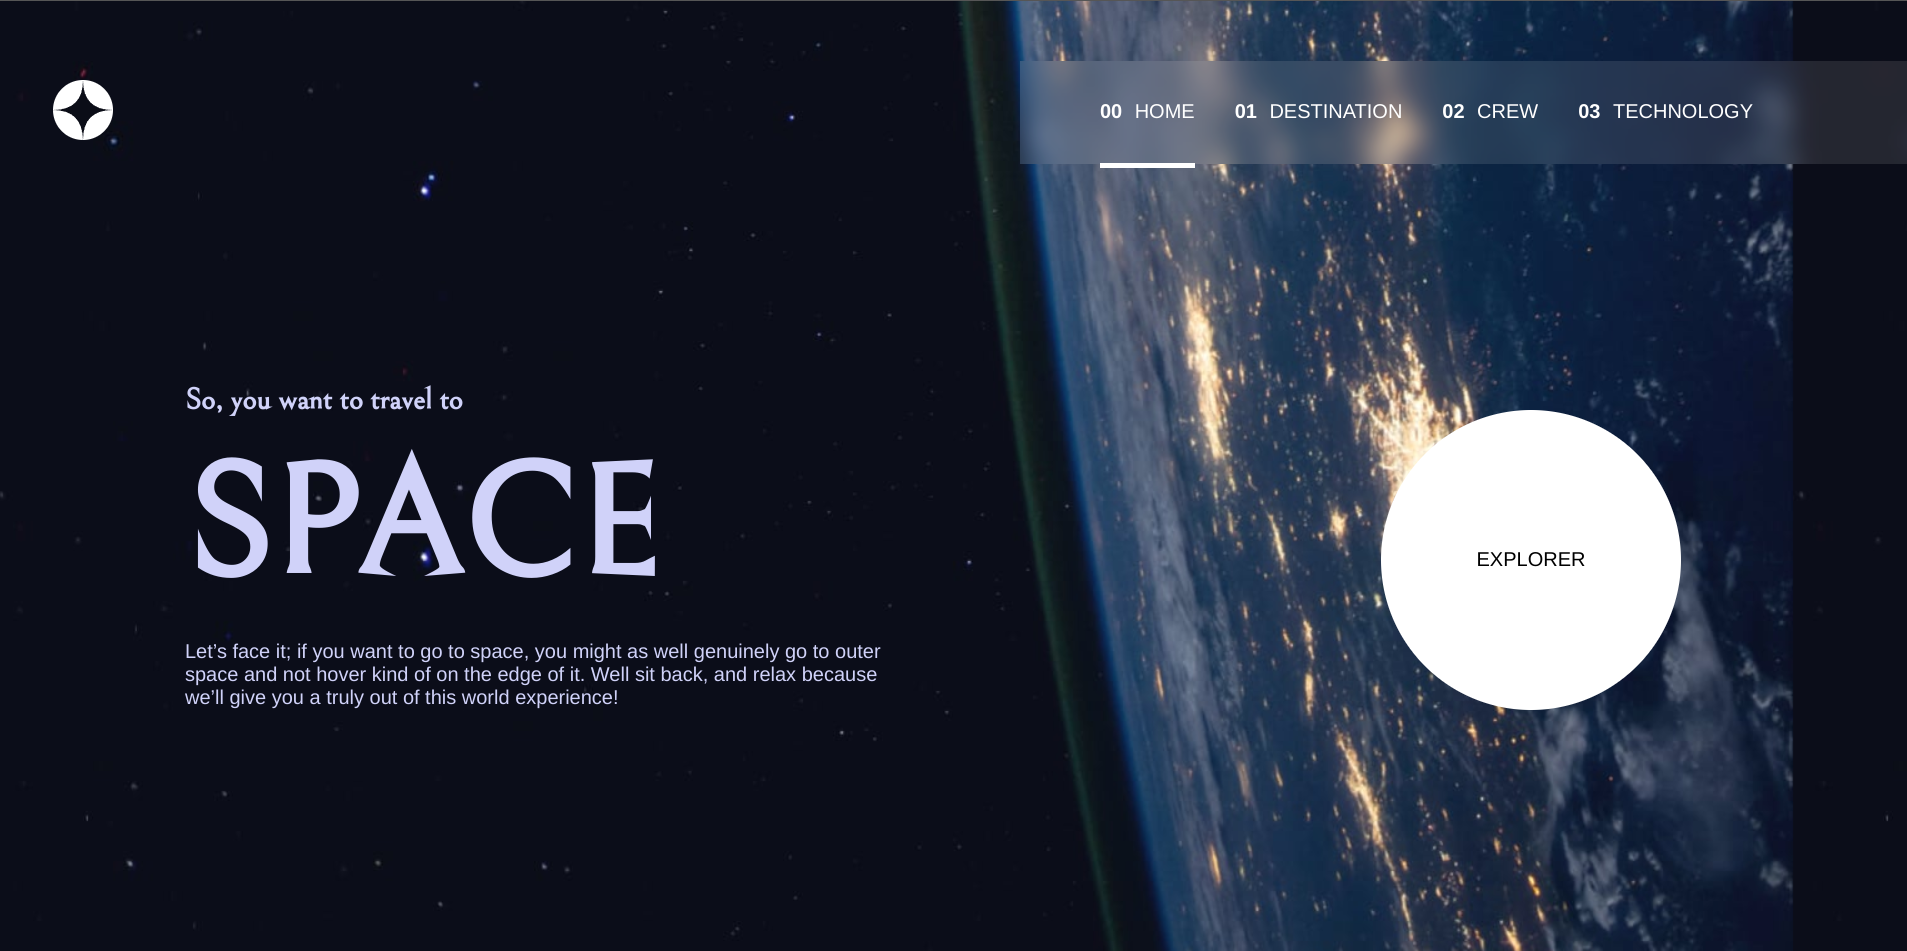 00 HOME 01 DESTINATION 02 CREW 03 TECHNOLOGY
So, you want to travel to
SPACE
Let’s face it; if you want to go to space, you might as well genuinely go to outer
space and not hover kind of on the edge of it. Well sit back, and relax because
we’ll give you a truly out of this world experience!
EXPLORER